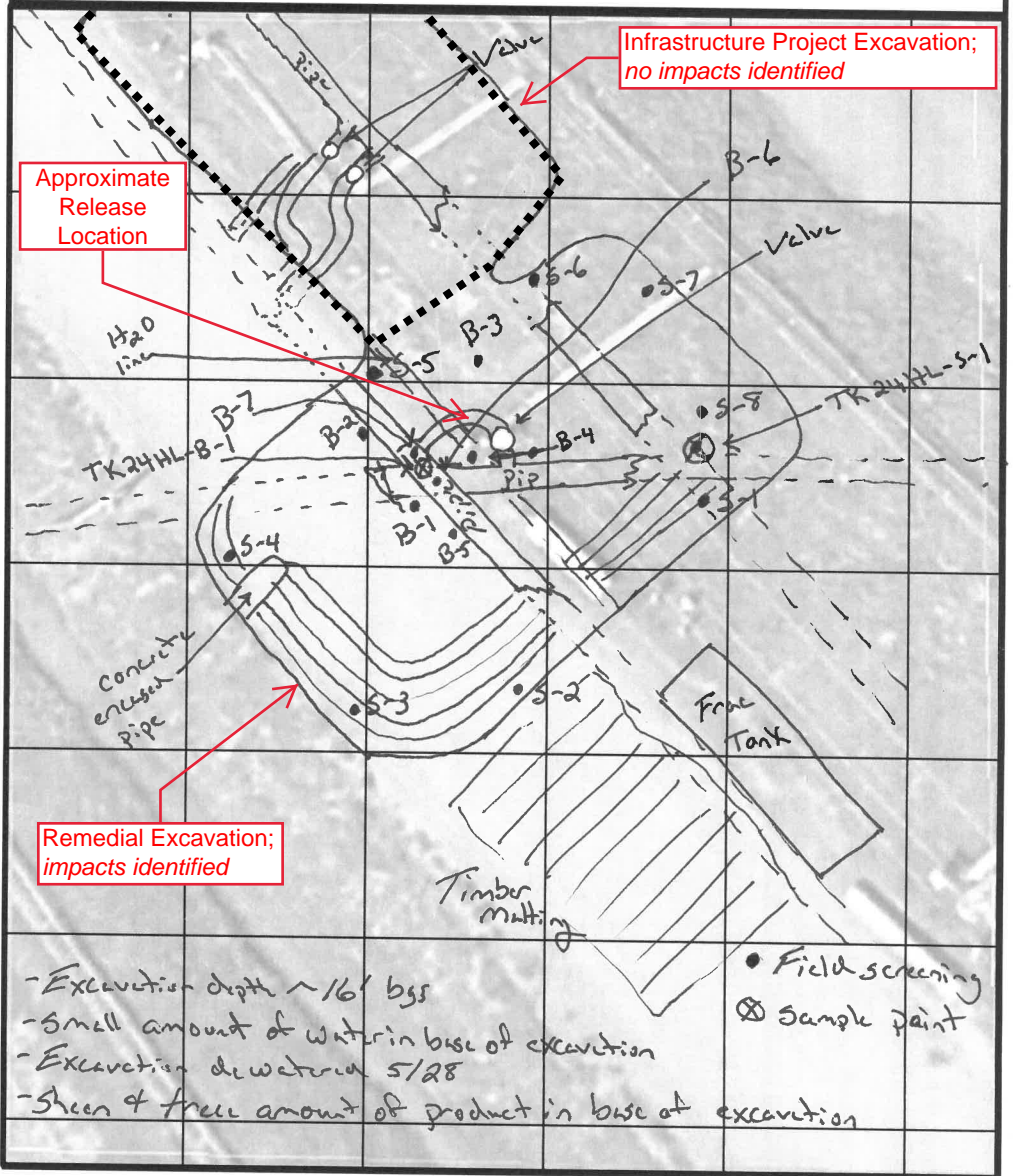 Valve
Pipe
Infrastructure Project Excavation;
no impacts identified
B-6
Approximate
Release
Location
Valve
S-6
S-7
B-3
H2O
line
S-5
TK24HL-S-1
B-7
S-8
B-2
B-4
TK24HL-B-1
Pip
S-1
B-1
B-5
S-4
concrete
encased
pipe
S-3
S-2
Frac
Tank
Remedial Excavation;
impacts identified
Timber
Matting
Field screening
sample point
-Excavation depth ~16' bgs
-small amount of water in base of excavation
-Excavation dewatered 5/28
-Sheen & trace amount of product in base of excavation